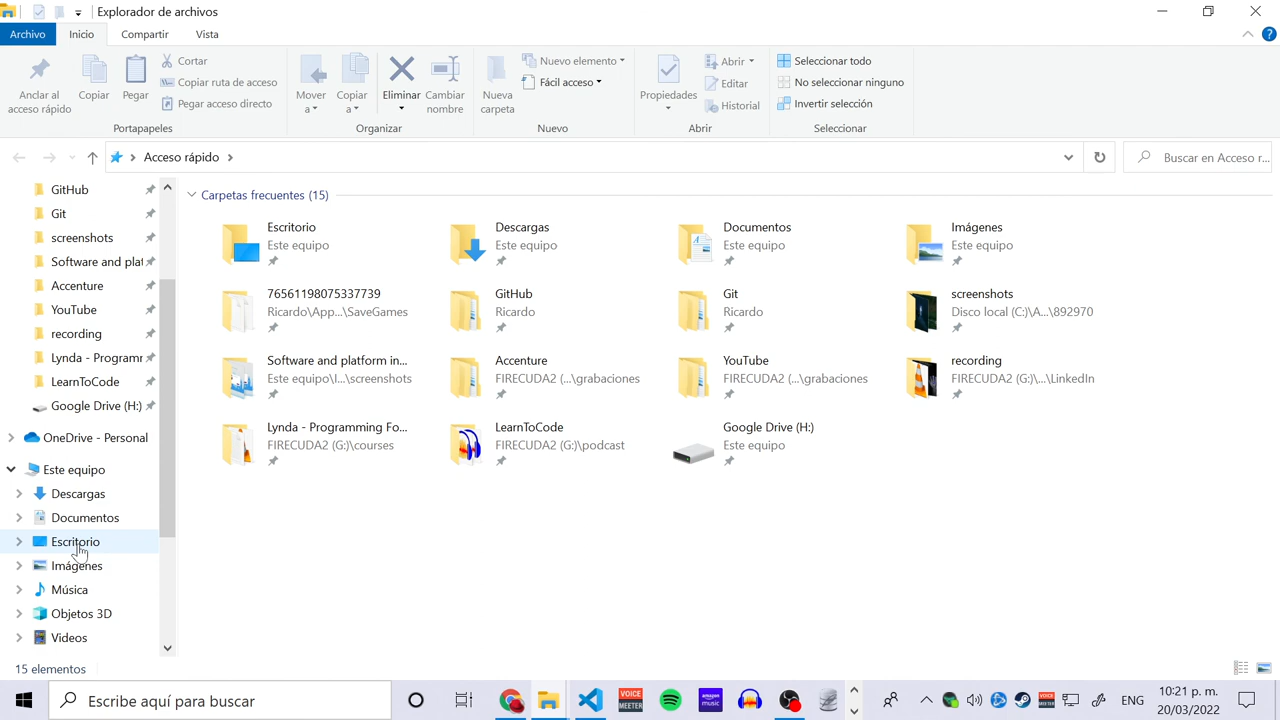 Explorador de archivos
Archivo Inicio Compartir Vista
Anclar al acceso rápido
Copiar
Pegar
Cortar
Copiar ruta de acceso
Pegar acceso directo
Portapapeles
Mover a
Copiar a
Eliminar
Cambiar nombre
Organizar
Nueva carpeta
Nuevo elemento
Fácil acceso
Nuevo
Propiedades
Abrir
Editar
Historial
Abrir
Seleccionar todo
No seleccionar ninguno
Invertir selección
Seleccionar
Acceso rápido
Buscar en Acceso r...
GitHub
Git
screenshots
Software and plat
Accenture
YouTube
recording
Lynda - Programr
LearnToCode
Google Drive (H:)
OneDrive - Personal
Este equipo
Descargas
Documentos
Escritorio
Imágenes
Música
Objetos 3D
Videos
Carpetas frecuentes (15)
Escritorio
Este equipo
Descargas
Este equipo
Documentos
Este equipo
Imágenes
Este equipo
76561198075337739
Ricardo\App...\SaveGames
GitHub
Ricardo
Git
Ricardo
screenshots
Disco local (C:)\A...\892970
Software and platform in...
Este equipo\I...\screenshots
Accenture
FIRECUDA2 (...\grabaciones
YouTube
FIRECUDA2 (...\grabaciones
recording
FIRECUDA2 (G:)\...\LinkedIn
Lynda - Programming Fo...
FIRECUDA2 (G:)\courses
LearnToCode
FIRECUDA2 (G:)\podcast
Google Drive (H:)
Este equipo
15 elementos
Escribe aquí para buscar
VOICE MEETER
amazon music
ENG
10:21 p. m.
20/03/2022